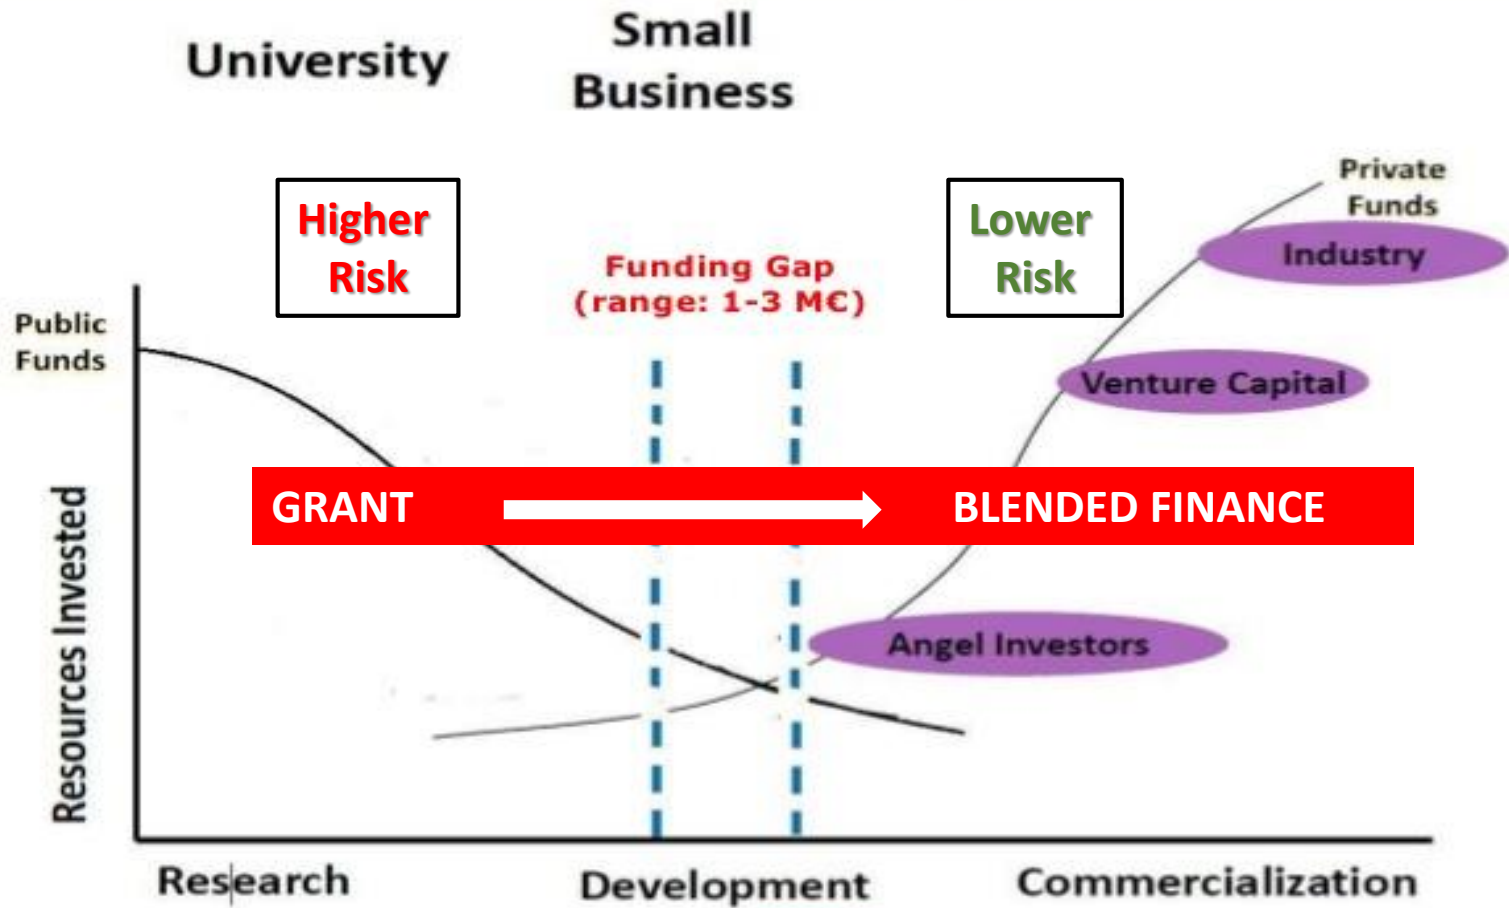 University
Small
Business
Higher
Risk
Lower
Risk
Private
Funds
Industry
Funding Gap
(range: 1-3 M€)
Public
Funds
Venture Capital
GRANT
BLENDED FINANCE
Angel Investors
Resources Invested
Research
Development
Commercialization